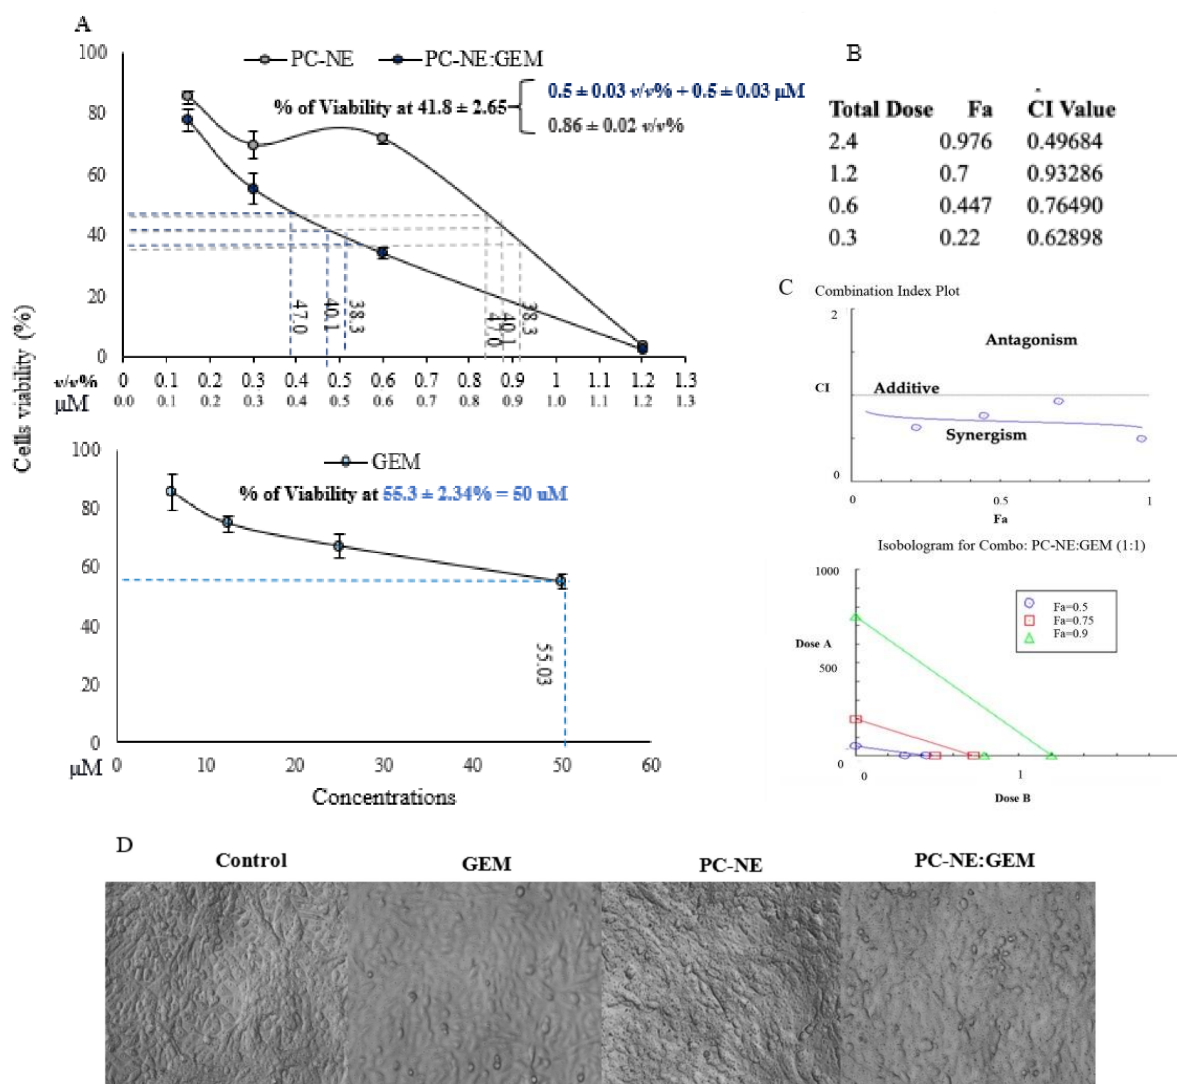 A
100
80
60
40
20
0
PC-NE
PC-NE:GEM
% of Viability at 41.8 ± 2.65
0.5 ± 0.03 v/v% + 0.5 ± 0.03 µM
0.86 ± 0.02 v/v%
47.0
40.1
38.3
47.0
40.1
38.3
v/v%
0 0.1 0.2 0.3 0.4 0.5 0.6 0.7 0.8 0.9 1 1.1 1.2 1.3
µM
0.0 0.1 0.2 0.3 0.4 0.5 0.6 0.7 0.8 0.9 1.0 1.1 1.2 1.3
Cells viability (%)
100
80
60
40
20
0
GEM
% of Viability at 55.3 ± 2.34% = 50 uM
55.03
µM
0 10 20 30 40 50 60
Concentrations
B
Total Dose Fa CI Value
2.4 0.976 0.49684
1.2 0.7 0.93286
0.6 0.447 0.76490
0.3 0.22 0.62898
C
Combination Index Plot
2
Antagonism
CI
Additive
Synergism
0
0 0.5 1
Fa
Isobologram for Combo: PC-NE:GEM (1:1)
1000
Fa=0.5
Fa=0.75
Fa=0.9
Dose A
500
0
0 1
Dose B
D
Control
GEM
PC-NE
PC-NE:GEM